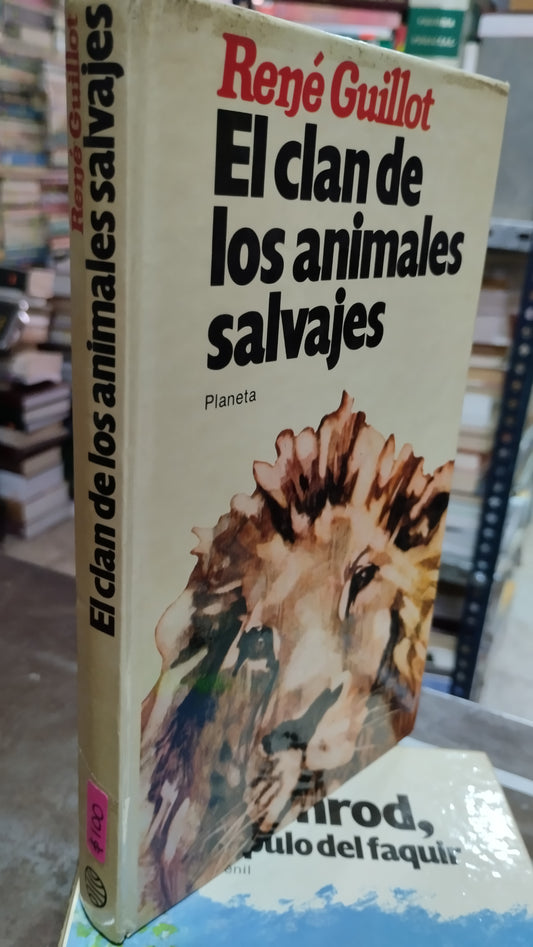 René Guillot
El clan de
los animales
salvajes
Planeta
René Guillot
El clan de los animales salvajes
$100
del faquir